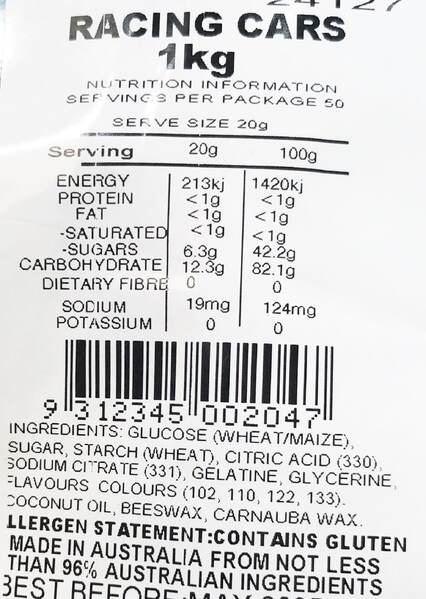 RACING CARS
1kg
NUTRITION INFORMATION
SERVINGS PER PACKAGE 50
SERVE SIZE 20g
Serving 20g 100g
ENERGY 213kj 1420kj
PROTEIN <1g <1g
FAT <1g <1g
-SATURATED <1g <1g
-SUGARS 6.3g 42.2g
CARBOHYDRATE 12.3g 82.1g
DIETARY FIBRE 0 0
SODIUM 19mg 124mg
POTASSIUM 0 0
9 312345 002047
INGREDIENTS: GLUCOSE (WHEAT/MAIZE),
SUGAR, STARCH (WHEAT), CITRIC ACID (330),
SODIUM CITRATE (331), GELATINE, GLYCERINE,
FLAVOURS COLOURS (102, 110, 122, 133).
COCONUT OIL, BEESWAX, CARNAUBA WAX.
LLERGEN STATEMENT:CONTAINS GLUTEN
MADE IN AUSTRALIA FROM NOT LESS
THAN 96% AUSTRALIAN INGREDIENTS
BEST BEFORE:MAY